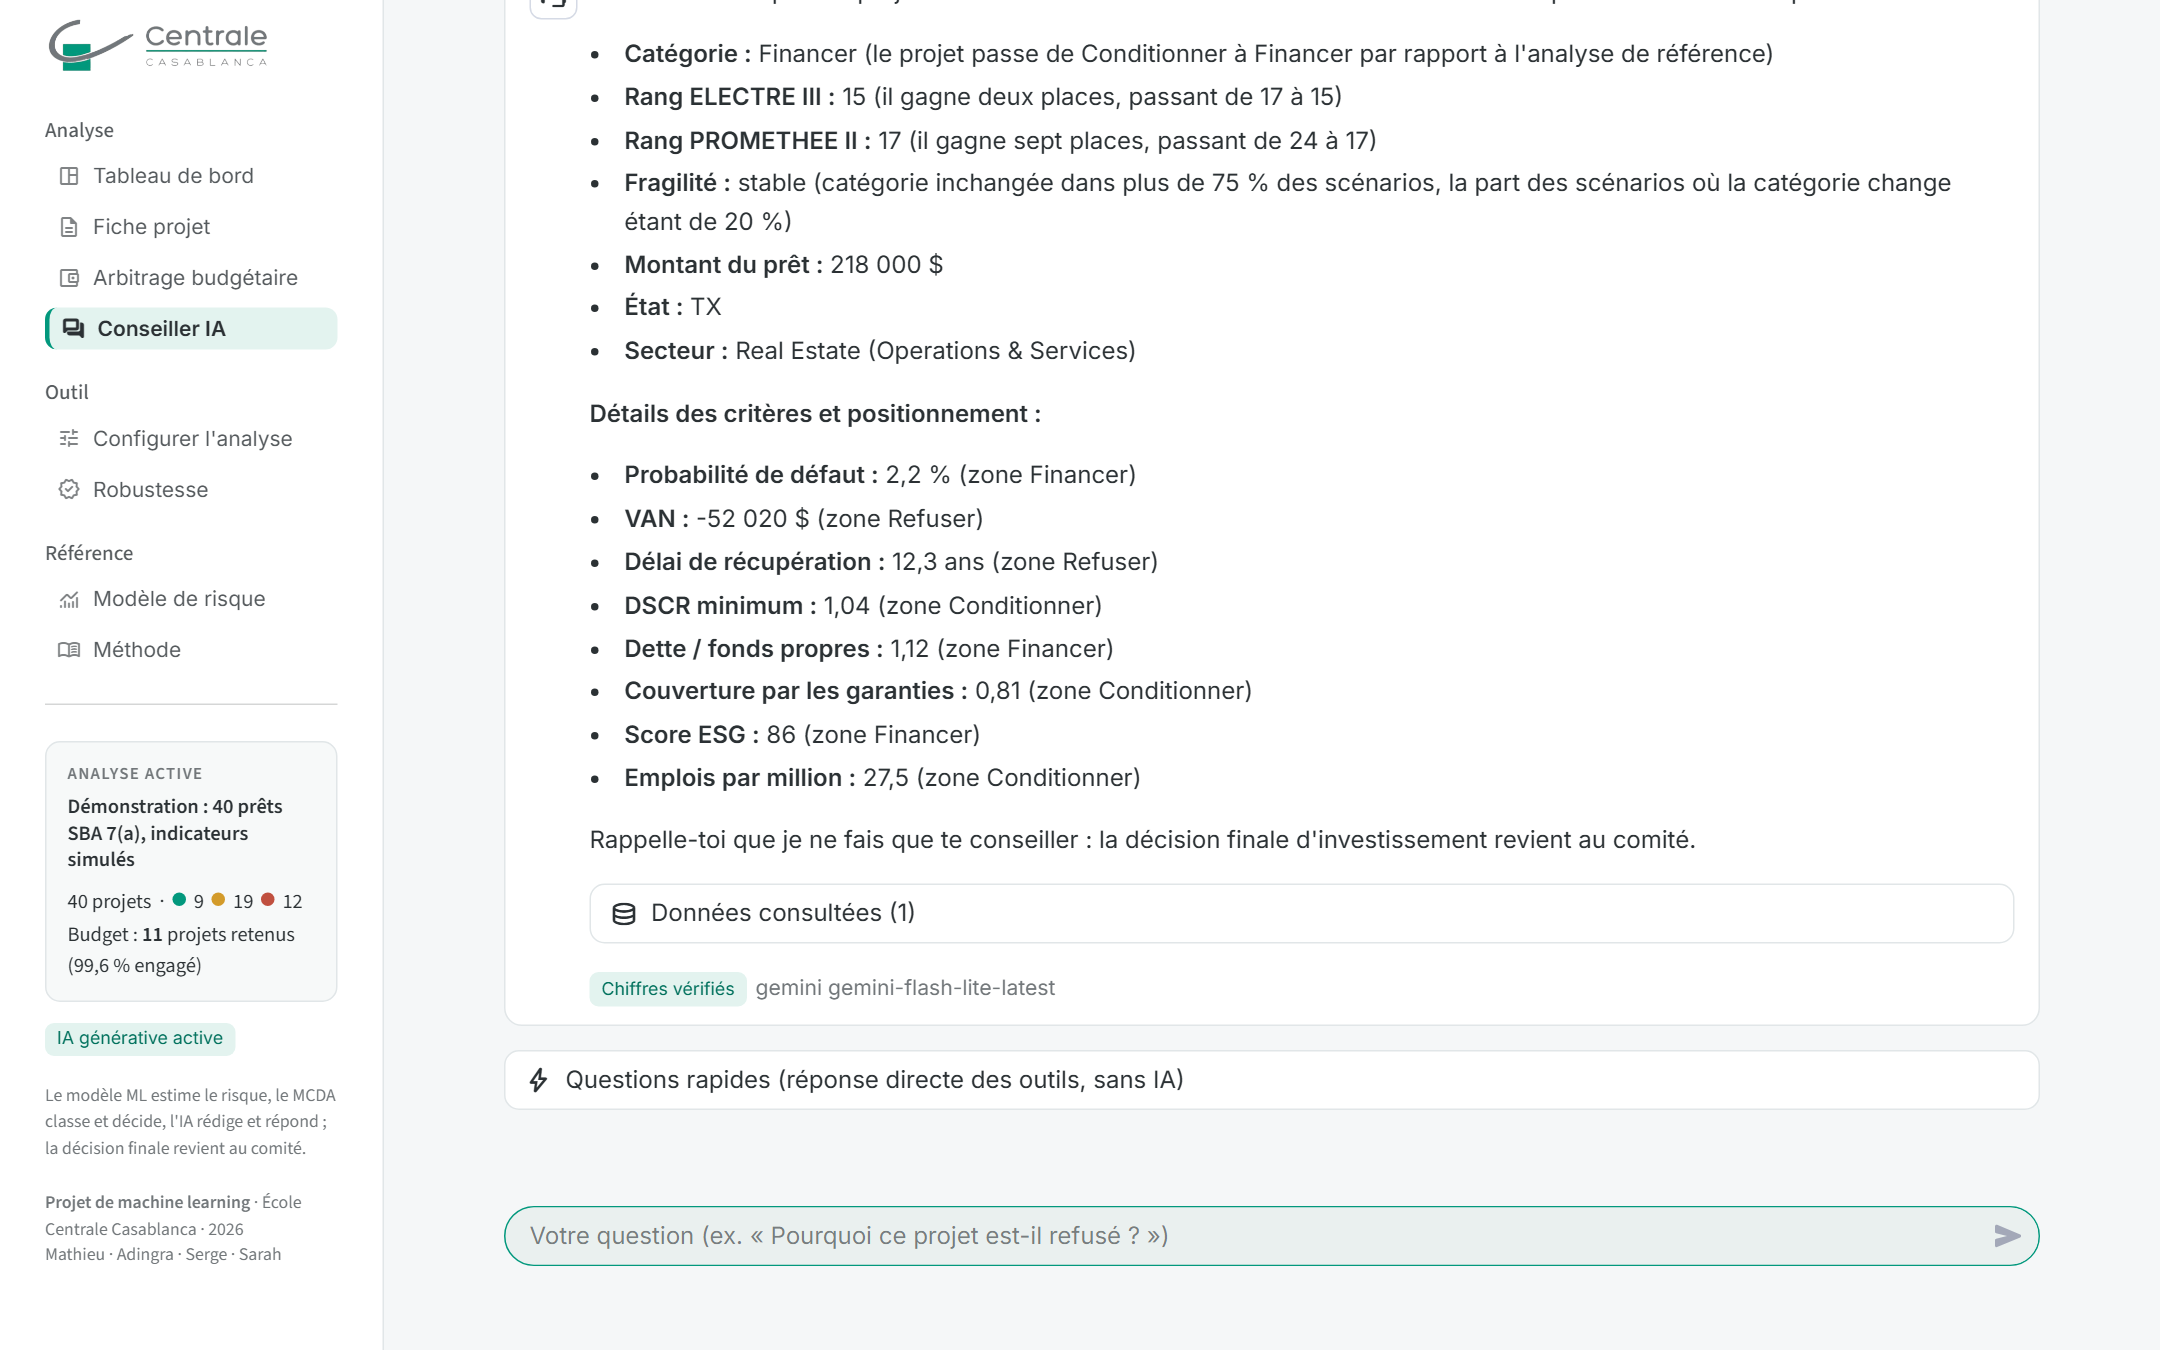 Centrale
CASABLANCA
Analyse
Tableau de bord
Fiche projet
Arbitrage budgétaire
Conseiller IA
Outil
Configurer l'analyse
Robustesse
Référence
Modèle de risque
Méthode
ANALYSE ACTIVE
Démonstration : 40 prêts
SBA 7(a), indicateurs
simulés
40 projets · 9 19 12
Budget : 11 projets retenus
(99,6 % engagé)
IA générative active
Le modèle ML estime le risque, le MCDA
classe et décide, l'IA rédige et répond ;
la décision finale revient au comité.
Projet de machine learning · École
Centrale Casablanca · 2026
Mathieu · Adingra · Serge · Sarah
• Catégorie : Financer (le projet passe de Conditionner à Financer par rapport à l'analyse de référence)
• Rang ELECTRE III : 15 (il gagne deux places, passant de 17 à 15)
• Rang PROMETHEE II : 17 (il gagne sept places, passant de 24 à 17)
• Fragilité : stable (catégorie inchangée dans plus de 75 % des scénarios, la part des scénarios où la catégorie change
étant de 20 %)
• Montant du prêt : 218 000 $
• État : TX
• Secteur : Real Estate (Operations & Services)
Détails des critères et positionnement :
• Probabilité de défaut : 2,2 % (zone Financer)
• VAN : -52 020 $ (zone Refuser)
• Délai de récupération : 12,3 ans (zone Refuser)
• DSCR minimum : 1,04 (zone Conditionner)
• Dette / fonds propres : 1,12 (zone Financer)
• Couverture par les garanties : 0,81 (zone Conditionner)
• Score ESG : 86 (zone Financer)
• Emplois par million : 27,5 (zone Conditionner)
Rappelle-toi que je ne fais que te conseiller : la décision finale d'investissement revient au comité.
Données consultées (1)
Chiffres vérifiés gemini gemini-flash-lite-latest
Questions rapides (réponse directe des outils, sans IA)
Votre question (ex. « Pourquoi ce projet est-il refusé ? »)